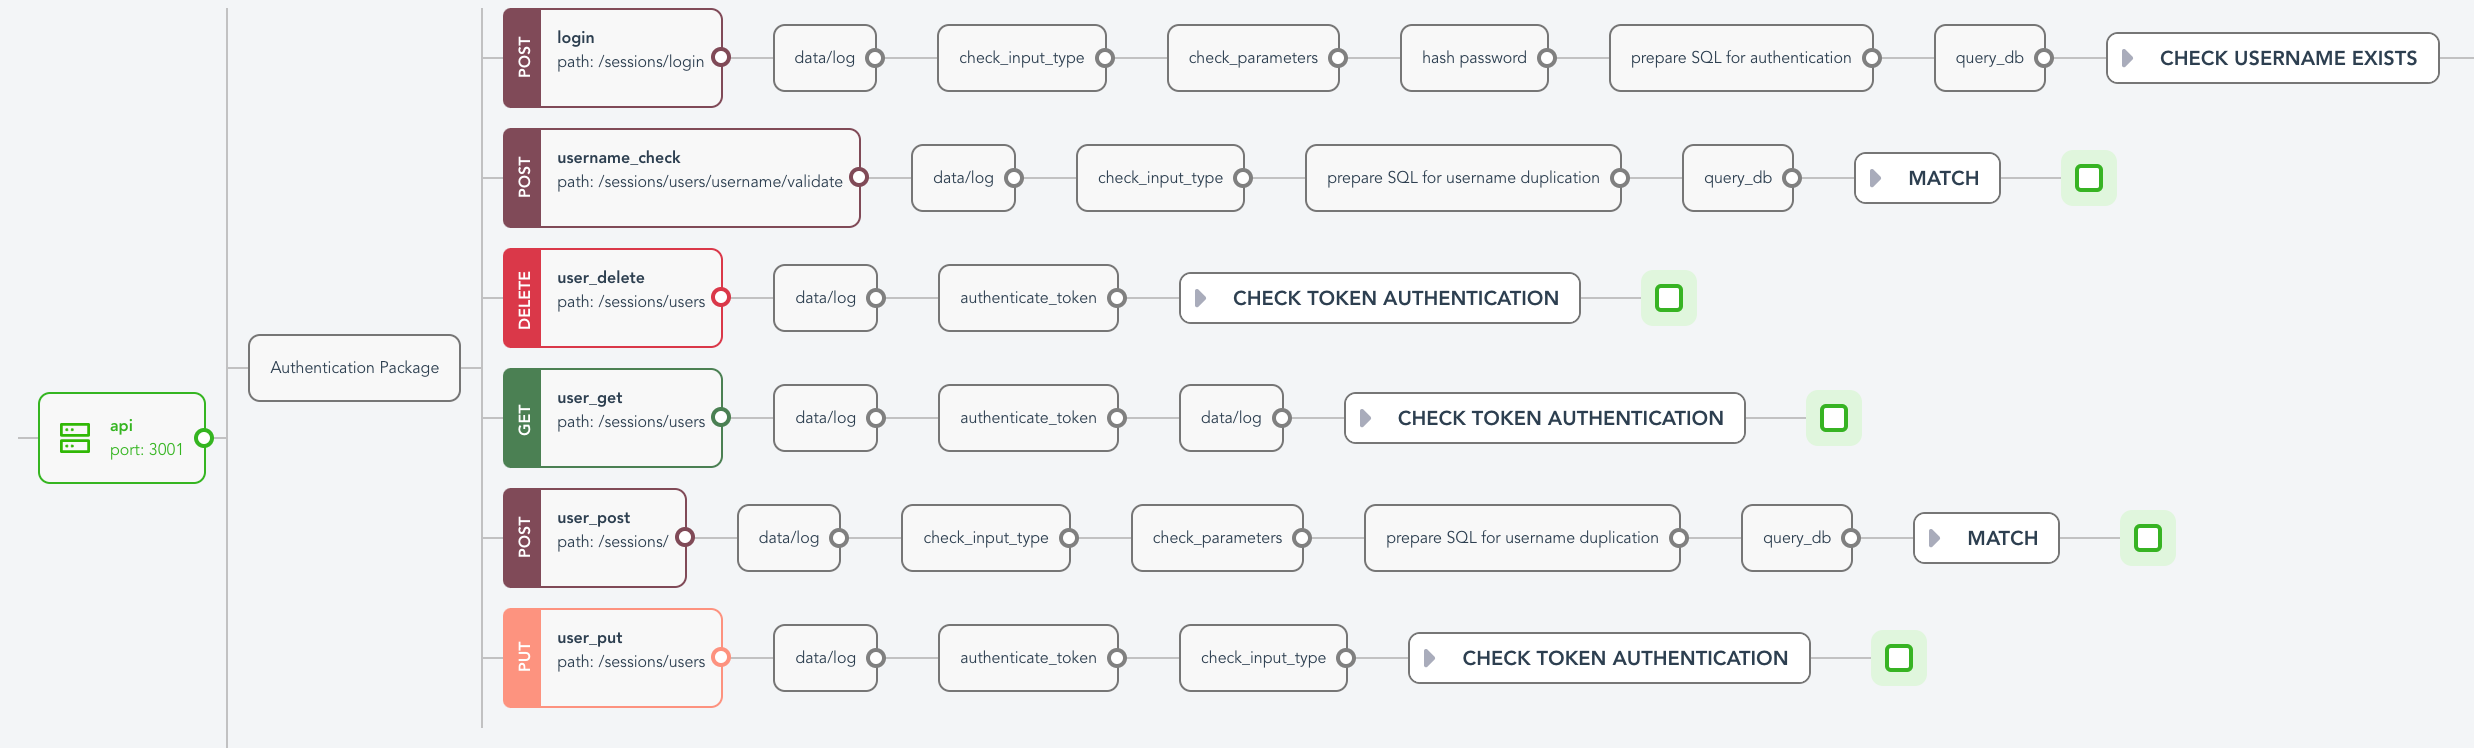 POST
login
path: /sessions/login
data/log
check_input_type
check_parameters
hash password
prepare SQL for authentication
query_db
CHECK USERNAME EXISTS
POST
username_check
path: /sessions/users/username/validate
data/log
check_input_type
prepare SQL for username duplication
query_db
MATCH
DELETE
user_delete
path: /sessions/users
data/log
authenticate_token
CHECK TOKEN AUTHENTICATION
Authentication Package
api
port: 3001
GET
user_get
path: /sessions/users
data/log
authenticate_token
data/log
CHECK TOKEN AUTHENTICATION
POST
user_post
path: /sessions/
data/log
check_input_type
check_parameters
prepare SQL for username duplication
query_db
MATCH
PUT
user_put
path: /sessions/users
data/log
authenticate_token
check_input_type
CHECK TOKEN AUTHENTICATION